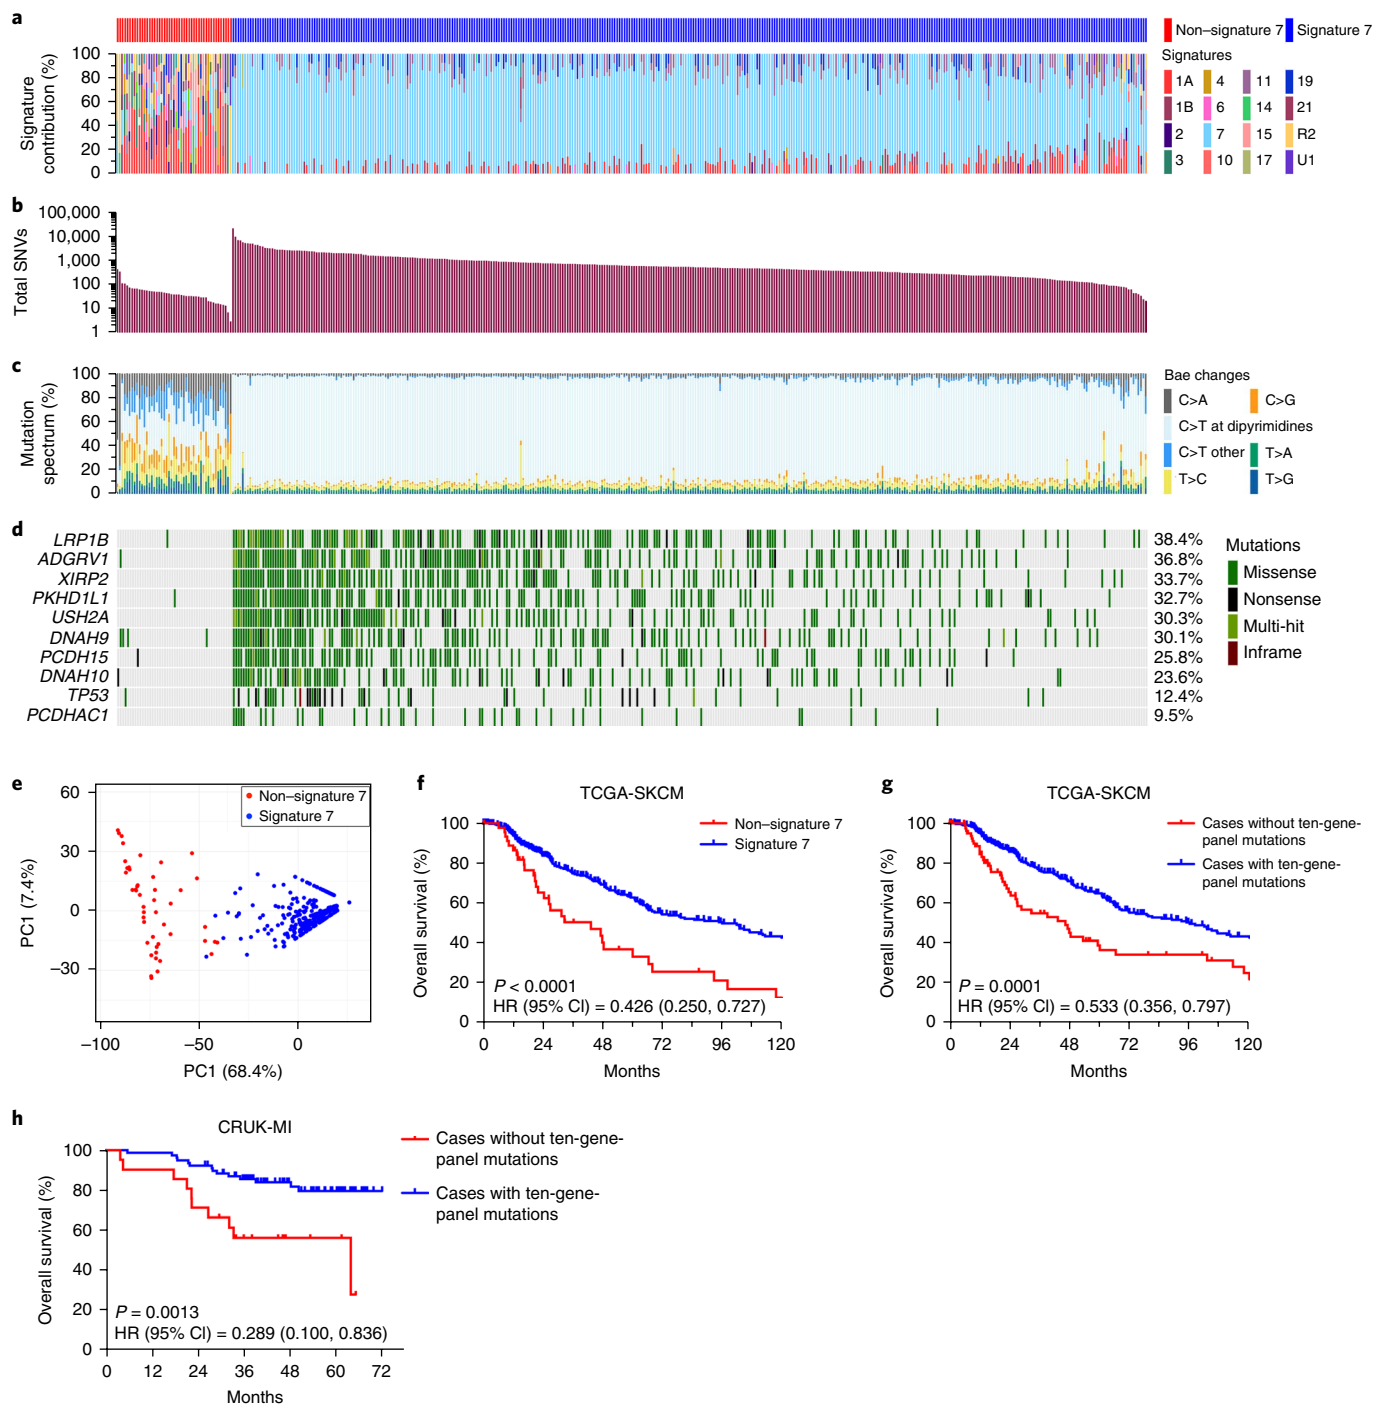 a
Non–signature 7 Signature 7
Signatures
1A 4 11 19
1B 6 14 21
2 7 15 R2
3 10 17 U1
Signature
contribution (%)
100
80
60
40
20
0
b
Total SNVs
100,000
10,000
1,000
100
10
1
c
Mutation
spectrum (%)
100
80
60
40
20
0
Bae changes
C>A C>G
C>T at dipyrimidines
C>T other T>A
T>C T>G
d
LRP1B 38.4%
ADGRV1 36.8%
XIRP2 33.7%
PKHD1L1 32.7%
USH2A 30.3%
DNAH9 30.1%
PCDH15 25.8%
DNAH10 23.6%
TP53 12.4%
PCDHAC1 9.5%
Mutations
Missense
Nonsense
Multi-hit
Inframe
e
PC1 (7.4%)
60
30
0
–30
Non–signature 7
Signature 7
–100 –50 0
PC1 (68.4%)
f
TCGA-SKCM
Overall survival (%)
100
80
60
40
20
0
Non–signature 7
Signature 7
P < 0.0001
HR (95% CI) = 0.426 (0.250, 0.727)
0 24 48 72 96 120
Months
g
TCGA-SKCM
Overall survival (%)
100
80
60
40
20
0
Cases without ten-gene-
panel mutations
Cases with ten-gene-
panel mutations
P = 0.0001
HR (95% CI) = 0.533 (0.356, 0.797)
0 24 48 72 96 120
Months
h
CRUK-MI
Overall survival (%)
100
80
60
40
20
0
Cases without ten-gene-
panel mutations
Cases with ten-gene-
panel mutations
P = 0.0013
HR (95% CI) = 0.289 (0.100, 0.836)
0 12 24 36 48 60 72
Months